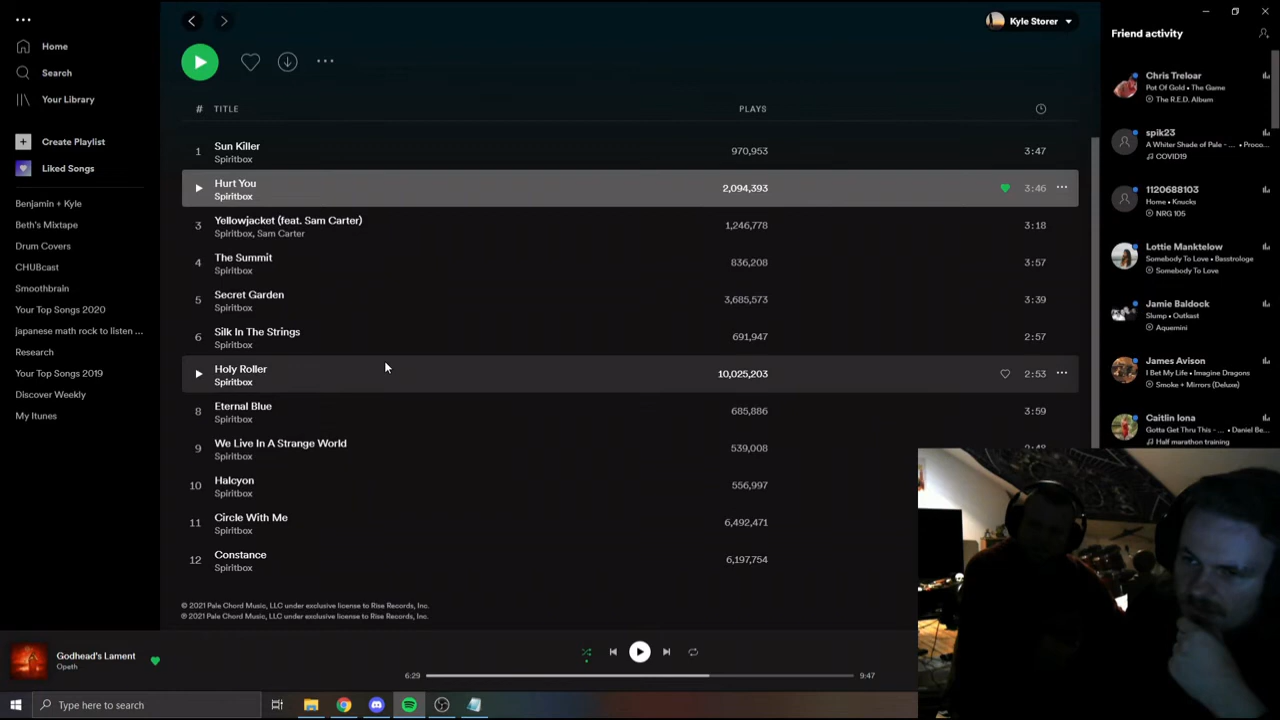 Kyle Storer
Home
Search
Your Library
Create Playlist
Liked Songs
Benjamin + Kyle
Beth's Mixtape
Drum Covers
CHUBcast
Smoothbrain
Your Top Songs 2020
japanese math rock to listen ...
Research
Your Top Songs 2019
Discover Weekly
My Itunes
# TITLE PLAYS
1 Sun Killer 970,953 3:47
Spiritbox
Hurt You 2,094,393 3:46
Spiritbox
3 Yellowjacket (feat. Sam Carter) 1,246,778 3:18
Spiritbox, Sam Carter
4 The Summit 836,208 3:57
Spiritbox
5 Secret Garden 3,685,573 3:39
Spiritbox
6 Silk In The Strings 691,947 2:57
Spiritbox
Holy Roller 10,025,203 2:53
Spiritbox
8 Eternal Blue 685,886 3:59
Spiritbox
9 We Live In A Strange World 539,008
Spiritbox
10 Halcyon 556,997
Spiritbox
11 Circle With Me 6,492,471
Spiritbox
12 Constance 6,197,754
Spiritbox
© 2021 Pale Chord Music, LLC under exclusive license to Rise Records, Inc.
℗ 2021 Pale Chord Music, LLC under exclusive license to Rise Records, Inc.
Friend activity
Chris Treloar
Pot Of Gold • The Game
The R.E.D. Album
spik23
A Whiter Shade of Pale - ... • Proco...
COVID19
1120688103
Home • Knucks
NRG 105
Lottie Manktelow
Somebody To Love • Basstrologe
Somebody To Love
Jamie Baldock
Slump • Outkast
Aquemini
James Avison
I Bet My Life • Imagine Dragons
Smoke + Mirrors (Deluxe)
Caitlin Iona
Gotta Get Thru This - ... • Daniel Be...
Half marathon training
Godhead's Lament
Opeth
6:29 9:47
Type here to search